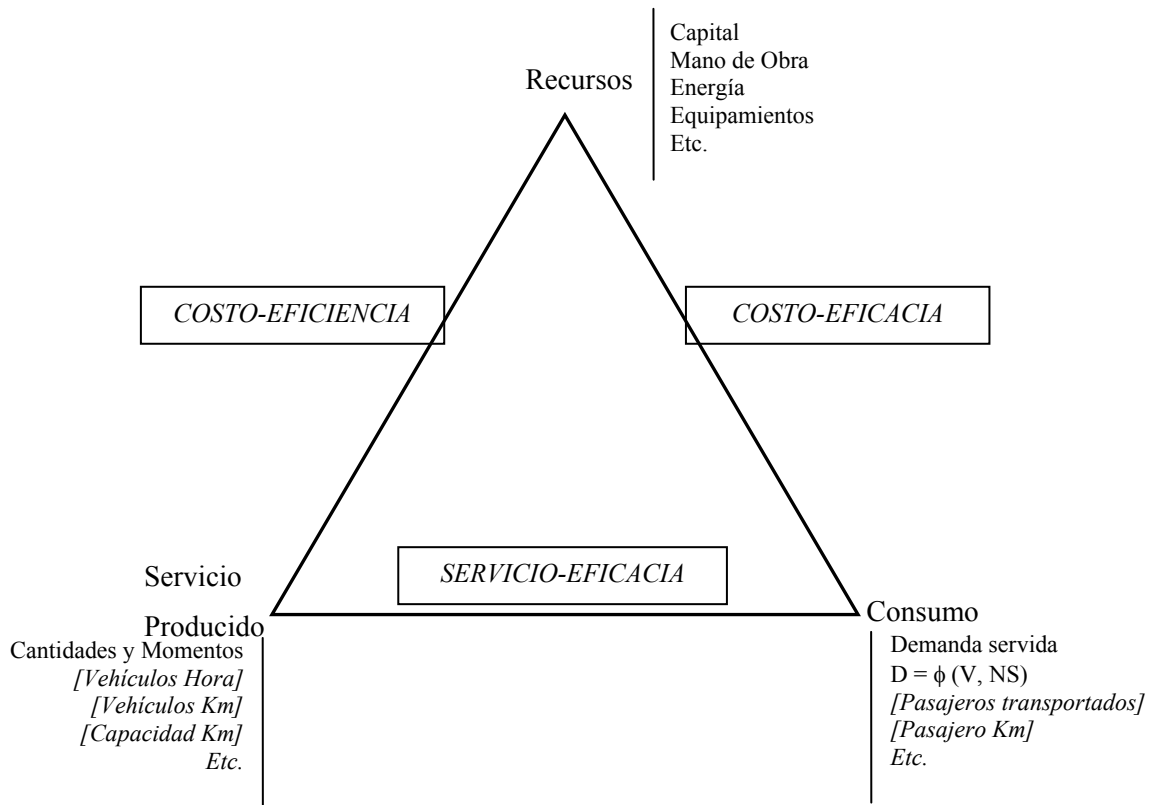 Capital
Mano de Obra
Recursos
Energía
Equipamientos
Etc.
COSTO-EFICIENCIA
COSTO-EFICACIA
Servicio
SERVICIO-EFICACIA
Producido
Consumo
Cantidades y Momentos
[Vehículos Hora]
[Vehículos Km]
[Capacidad Km]
Etc.
Demanda servida
D = ϕ (V, NS)
[Pasajeros transportados]
[Pasajero Km]
Etc.